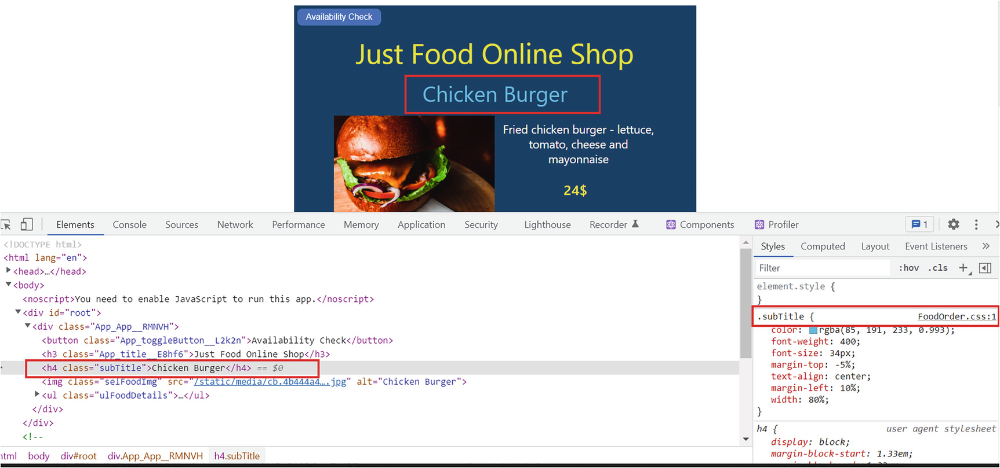 Availability Check
Just Food Online Shop
Chicken Burger
Fried chicken burger - lettuce,
tomato, cheese and
mayonnaise
24$
Elements Console Sources Network Performance Memory Application Security Lighthouse Recorder Components Profiler 1
<!DOCTYPE html>
<html lang="en">
<head>…</head>
<body>
<noscript>You need to enable JavaScript to run this app.</noscript>
<div id="root">
<div class="App_App__RMNVH">
<button class="App_toggleButton__L2k2n">Availability Check</button>
<h3 class="App_title__E8hf6">Just Food Online Shop</h3>
<h4 class="subTitle">Chicken Burger</h4> == $0
<img class="selFoodImg" src="/static/media/cb.4b444a4….jpg" alt="Chicken Burger">
<ul class="ulFoodDetails">…</ul>
</div>
</div>
<!--
html body div#root div.App_App__RMNVH h4.subTitle
Styles Computed Layout Event Listeners »
Filter :hov .cls +
element.style {
}
.subTitle { FoodOrder.css:1
color: rgba(85, 191, 233, 0.993);
font-weight: 400;
font-size: 34px;
margin-top: -5%;
text-align: center;
margin-left: 10%;
width: 80%;
}
h4 { user agent stylesheet
display: block;
margin-block-start: 1.33em;